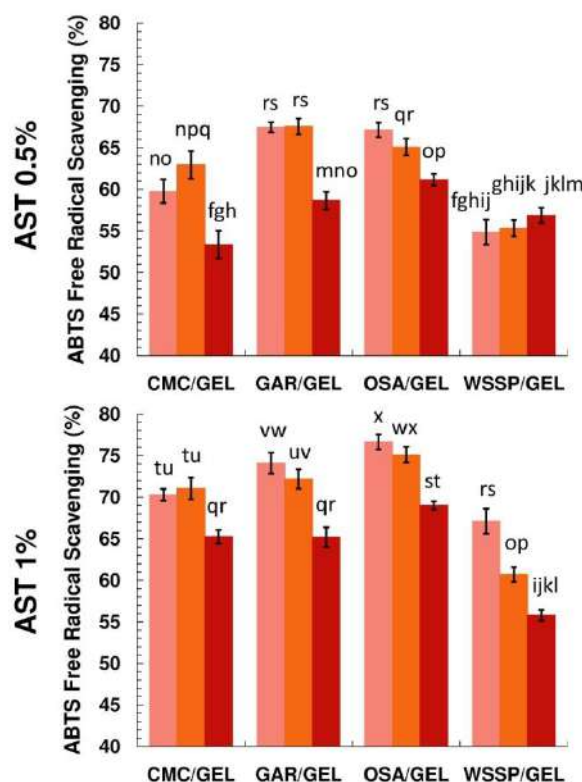 AST 0.5%
ABTS Free Radical Scavenging (%)
80
75
70
65
60
55
50
45
40
no
npq
fgh
rs
rs
mno
rs
qr
op
fghij
ghijk
jklm
CMC/GEL
GAR/GEL
OSA/GEL
WSSP/GEL
AST 1%
ABTS Free Radical Scavenging (%)
80
75
70
65
60
55
50
45
40
tu
tu
qr
vw
uv
qr
x
wx
st
rs
op
ijkl
CMC/GEL
GAR/GEL
OSA/GEL
WSSP/GEL